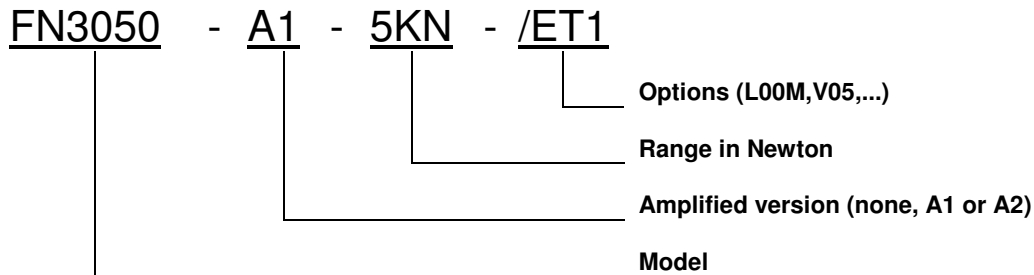 FN3050 - A1 - 5KN - /ET1
Options (L00M,V05,...)
Range in Newton
Amplified version (none, A1 or A2)
Model